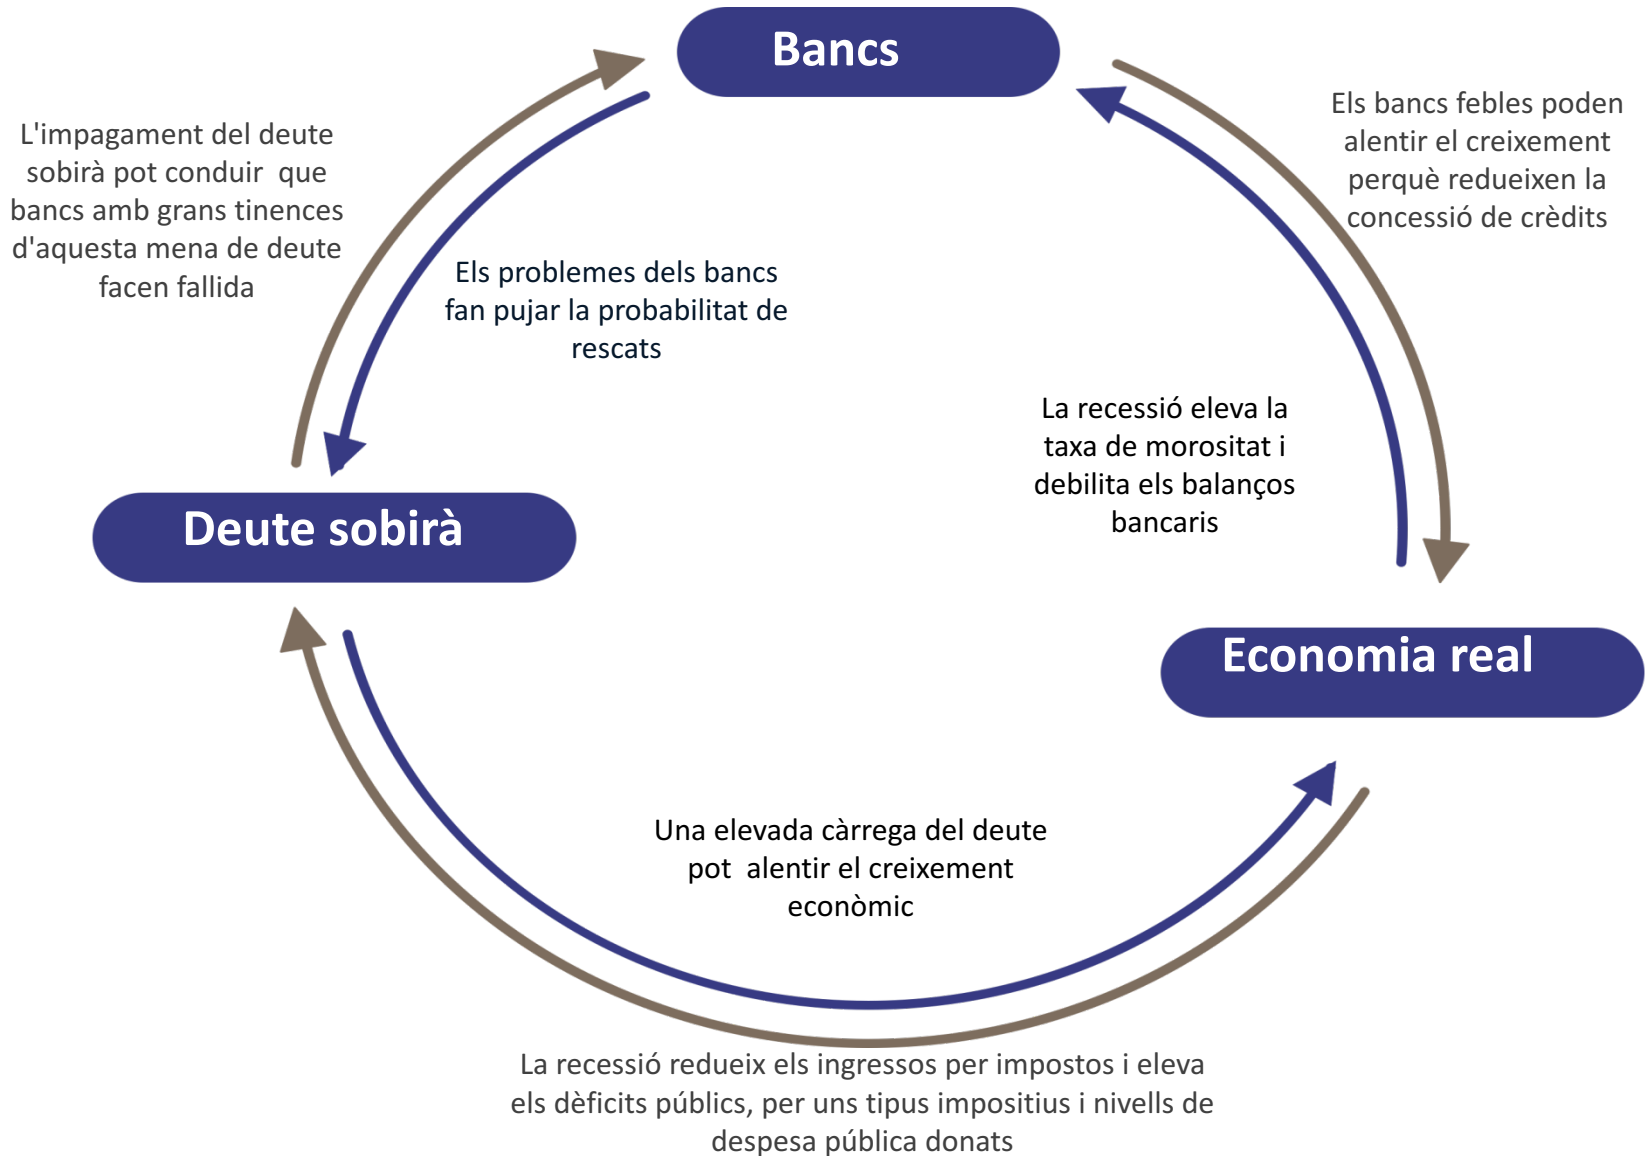 Bancs
L'impagament del deute
sobirà pot conduir  que
bancs amb grans tinences
d'aquesta mena de deute
facen fallida
Els bancs febles poden
alentir el creixement
perquè redueixen la
concessió de crèdits
Els problemes dels bancs
fan pujar la probabilitat de
rescats
La recessió eleva la
taxa de morositat i
debilita els balanços
bancaris
Deute sobirà
Economia real
Una elevada càrrega del deute
pot  alentir el creixement
econòmic
La recessió redueix els ingressos per impostos i eleva
els dèficits públics, per uns tipus impositius i nivells de
despesa pública donats